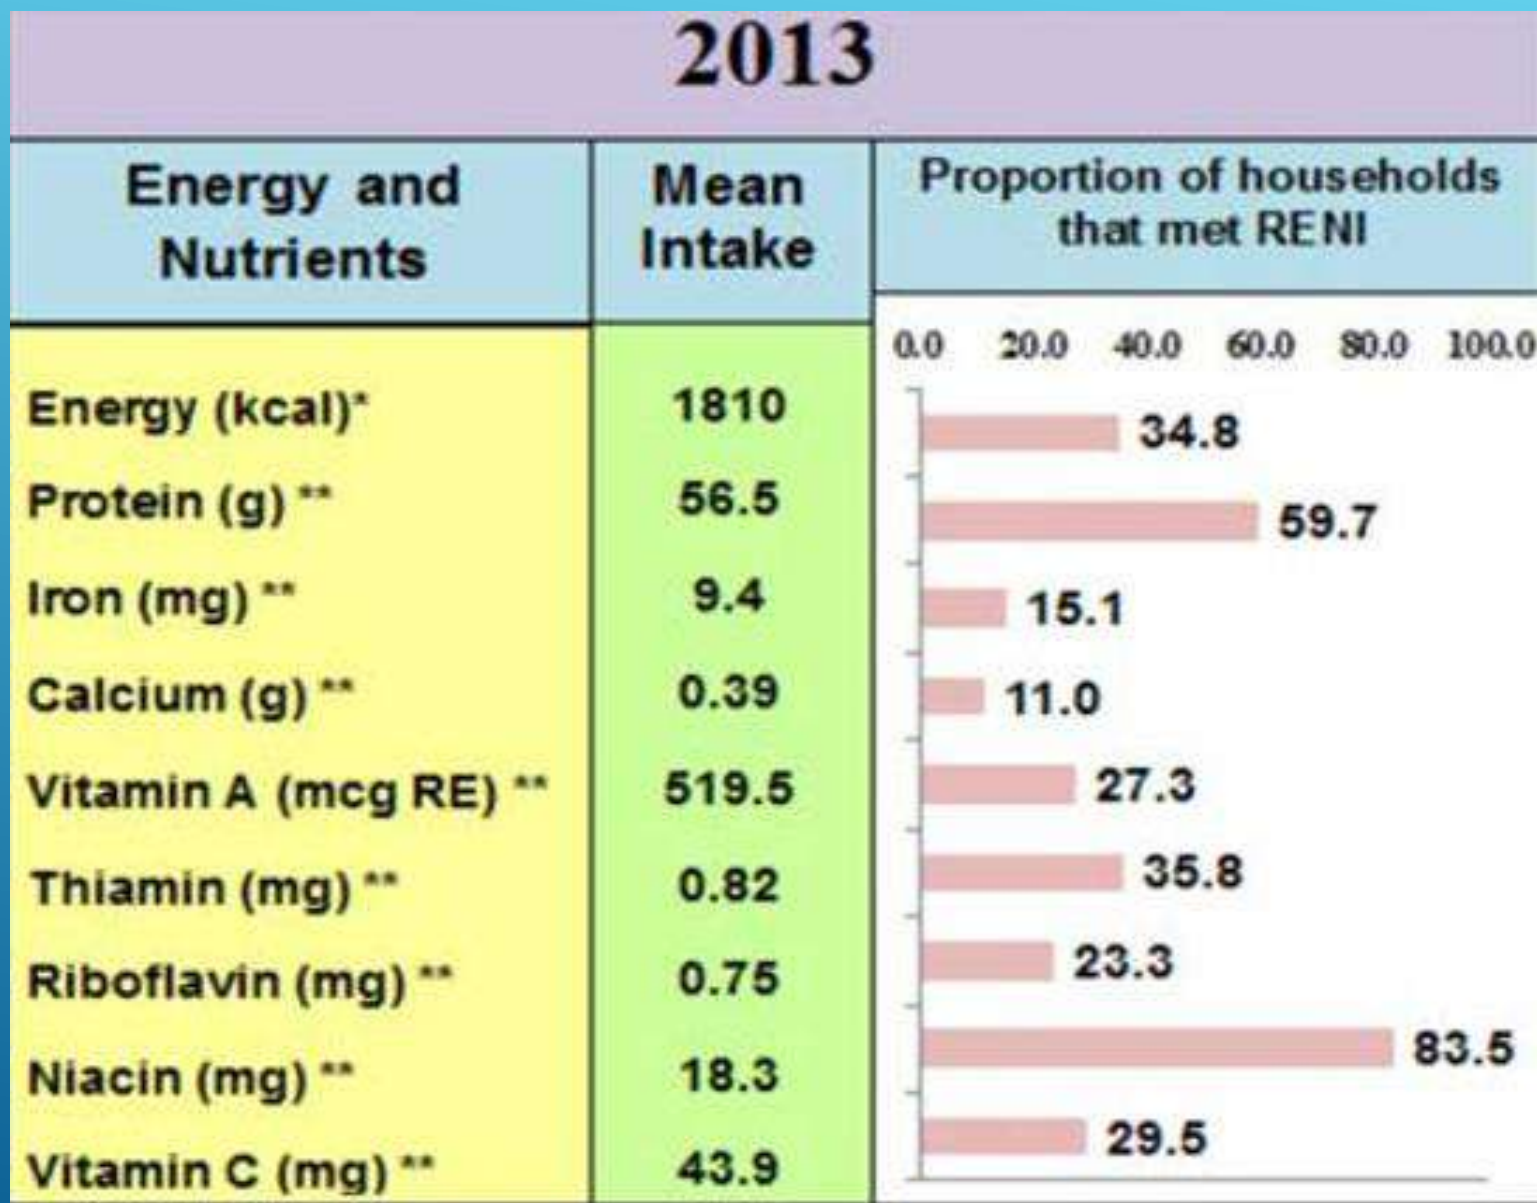 2013
Energy and
Nutrients
Mean
Intake
Proportion of households
that met RENI
0.0 20.0 40.0 60.0 80.0 100.0
Energy (kcal)* 1810 34.8
Protein (g) ** 56.5 59.7
Iron (mg) ** 9.4 15.1
Calcium (g) ** 0.39 11.0
Vitamin A (mcg RE) ** 519.5 27.3
Thiamin (mg) ** 0.82 35.8
Riboflavin (mg) ** 0.75 23.3
Niacin (mg) ** 18.3 83.5
Vitamin C (mg) ** 43.9 29.5